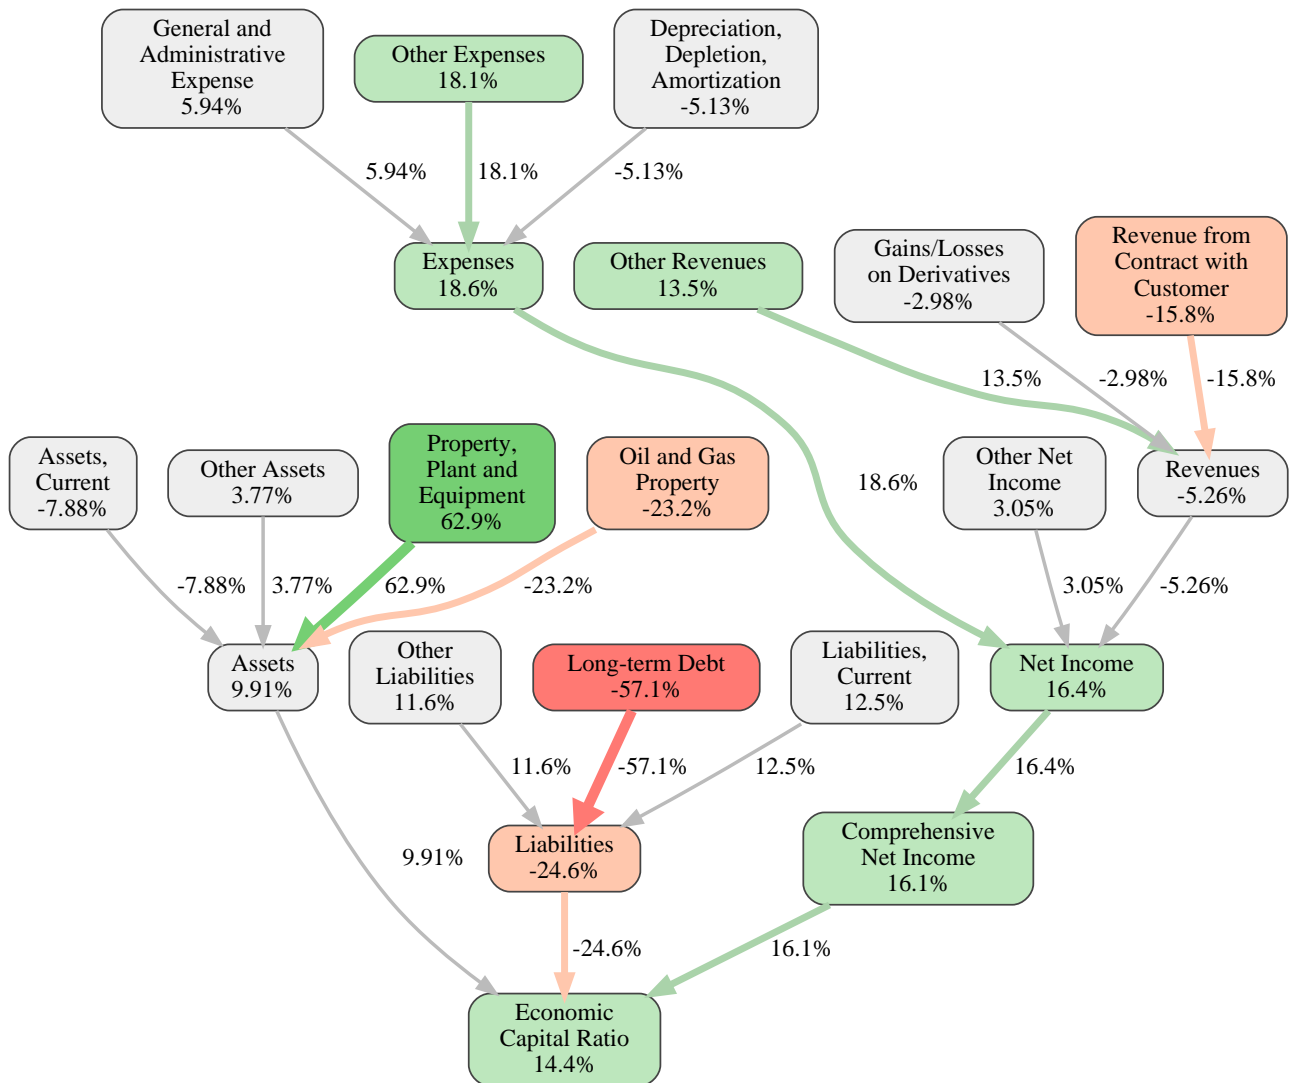 General and
Administrative
Expense
5.94%
Other Expenses
18.1%
Depreciation,
Depletion,
Amortization
-5.13%
5.94%
18.1%
-5.13%
Expenses
18.6%
Other Revenues
13.5%
Gains/Losses
on Derivatives
-2.98%
Revenue from
Contract with
Customer
-15.8%
13.5%
-2.98%
-15.8%
Assets,
Current
-7.88%
Other Assets
3.77%
Property,
Plant and
Equipment
62.9%
Oil and Gas
Property
-23.2%
18.6%
Other Net
Income
3.05%
Revenues
-5.26%
-7.88%
3.77%
62.9%
-23.2%
3.05%
-5.26%
Assets
9.91%
Other
Liabilities
11.6%
Long-term Debt
-57.1%
Liabilities,
Current
12.5%
Net Income
16.4%
11.6%
-57.1%
12.5%
16.4%
9.91%
Liabilities
-24.6%
Comprehensive
Net Income
16.1%
-24.6%
16.1%
Economic
Capital Ratio
14.4%